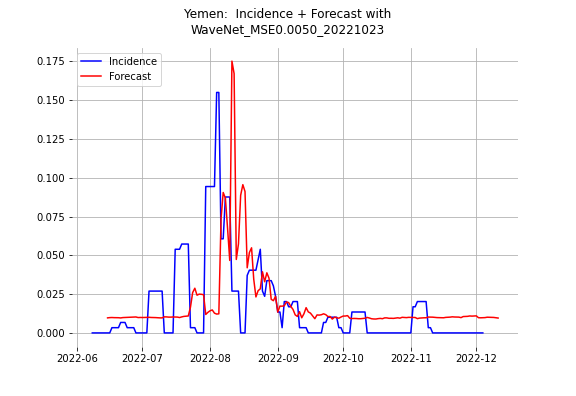 Yemen: Incidence + Forecast with
WaveNet_MSE0.0050_20221023
Incidence
Forecast
0.175
0.150
0.125
0.100
0.075
0.050
0.025
0.000
2022-06 2022-07 2022-08 2022-09 2022-10 2022-11 2022-12